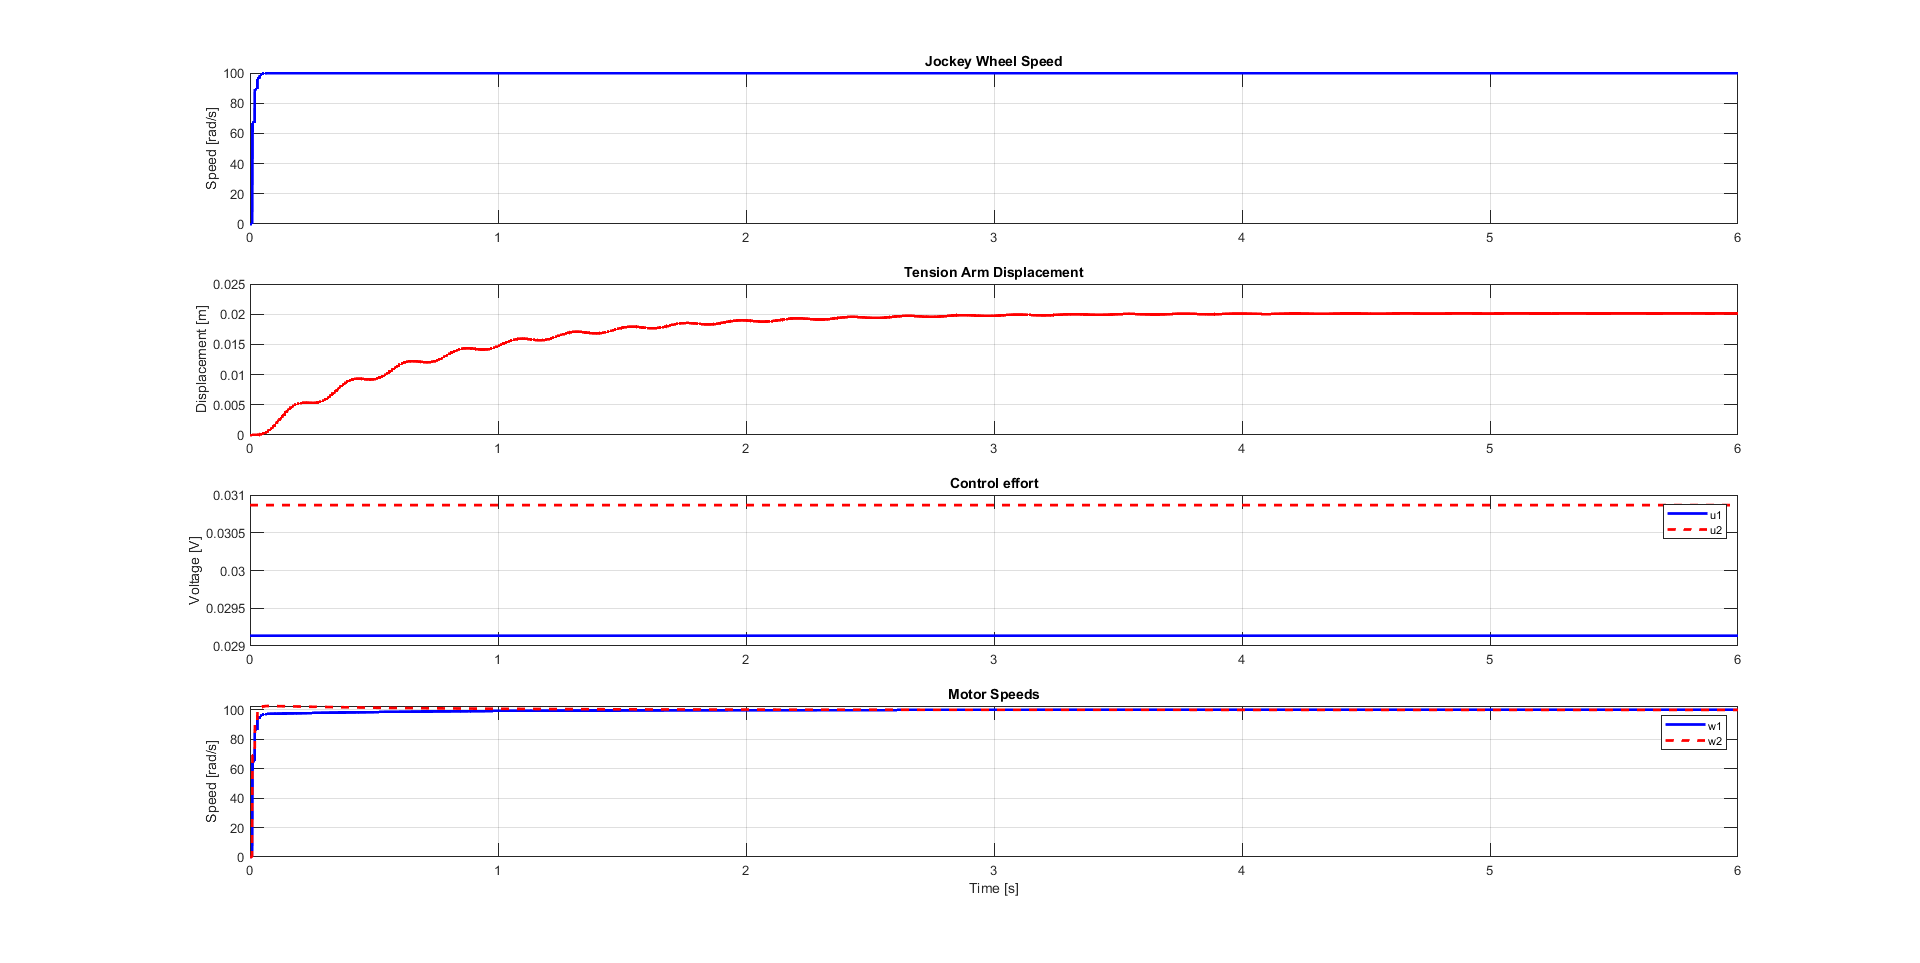 Jockey Wheel Speed
Speed [rad/s]
100
80
60
40
20
0
0 1 2 3 4 5 6
Tension Arm Displacement
Displacement [m]
0.025
0.02
0.015
0.01
0.005
0
0 1 2 3 4 5 6
Control effort
Voltage [V]
0.031
0.0305
0.03
0.0295
0.029
u1
u2
0 1 2 3 4 5 6
Motor Speeds
Speed [rad/s]
100
80
60
40
20
0
w1
w2
0 1 2 3 4 5 6
Time [s]